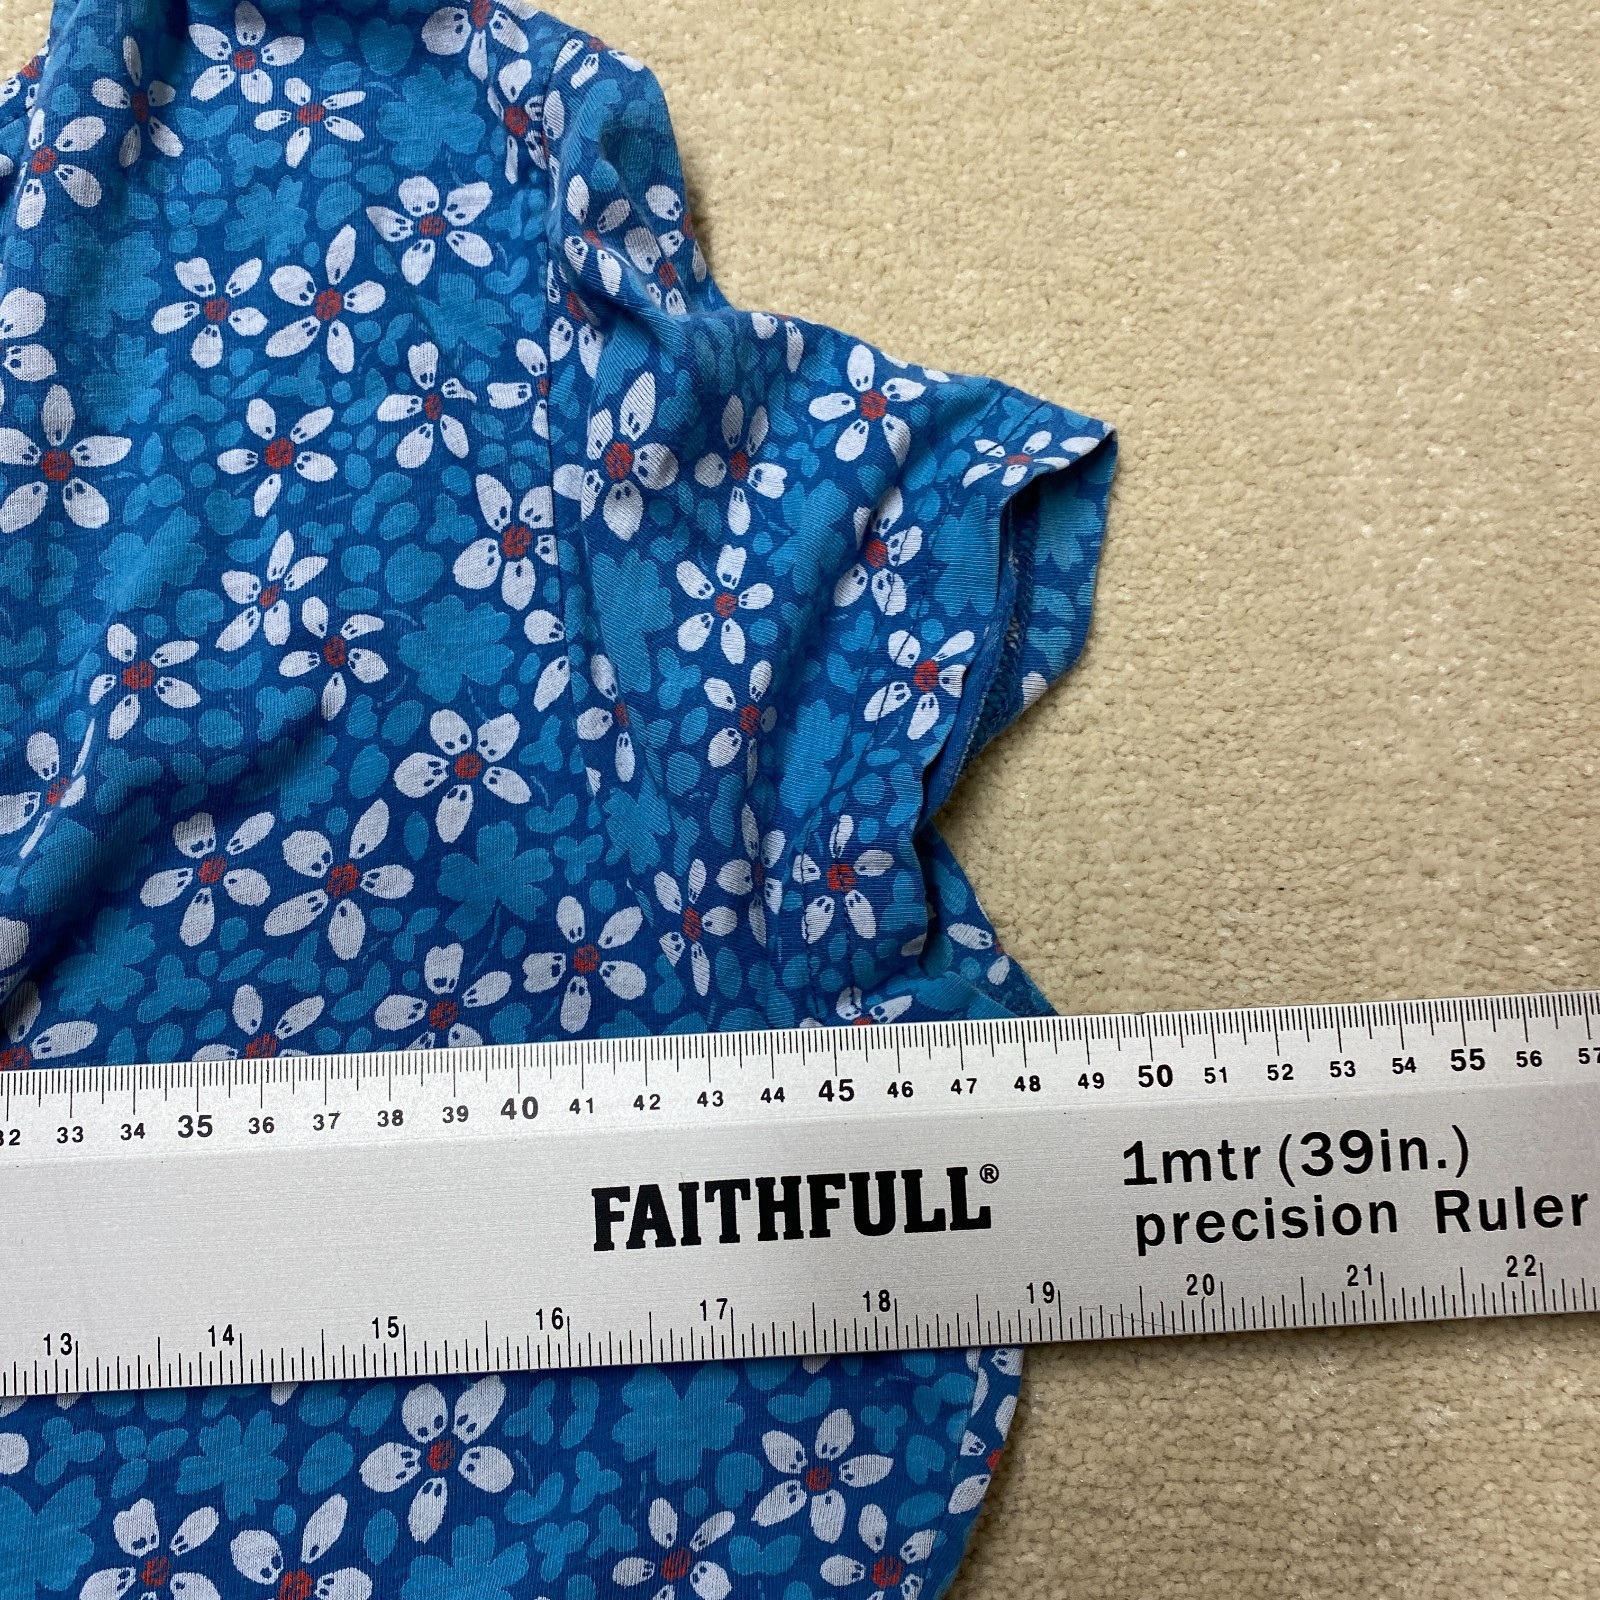 32 33 34 35 36 37 38 39 40 41 42 43 44 45 46 47 48 49 50 51 52 53 54 55 56 57
FAITHFULL®
1mtr (39in.)
precision Ruler
13 14 15 16 17 18 19 20 21 22